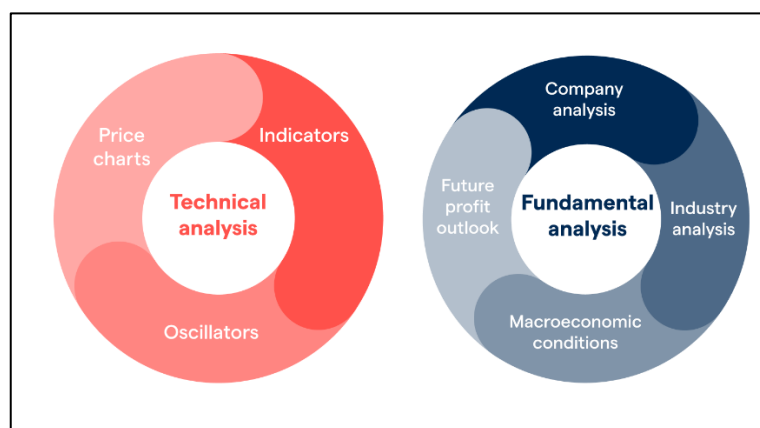 Price
charts
Indicators
Technical
analysis
Oscillators
Company
analysis
Future
profit
outlook
Fundamental
analysis
Industry
analysis
Macroeconomic
conditions